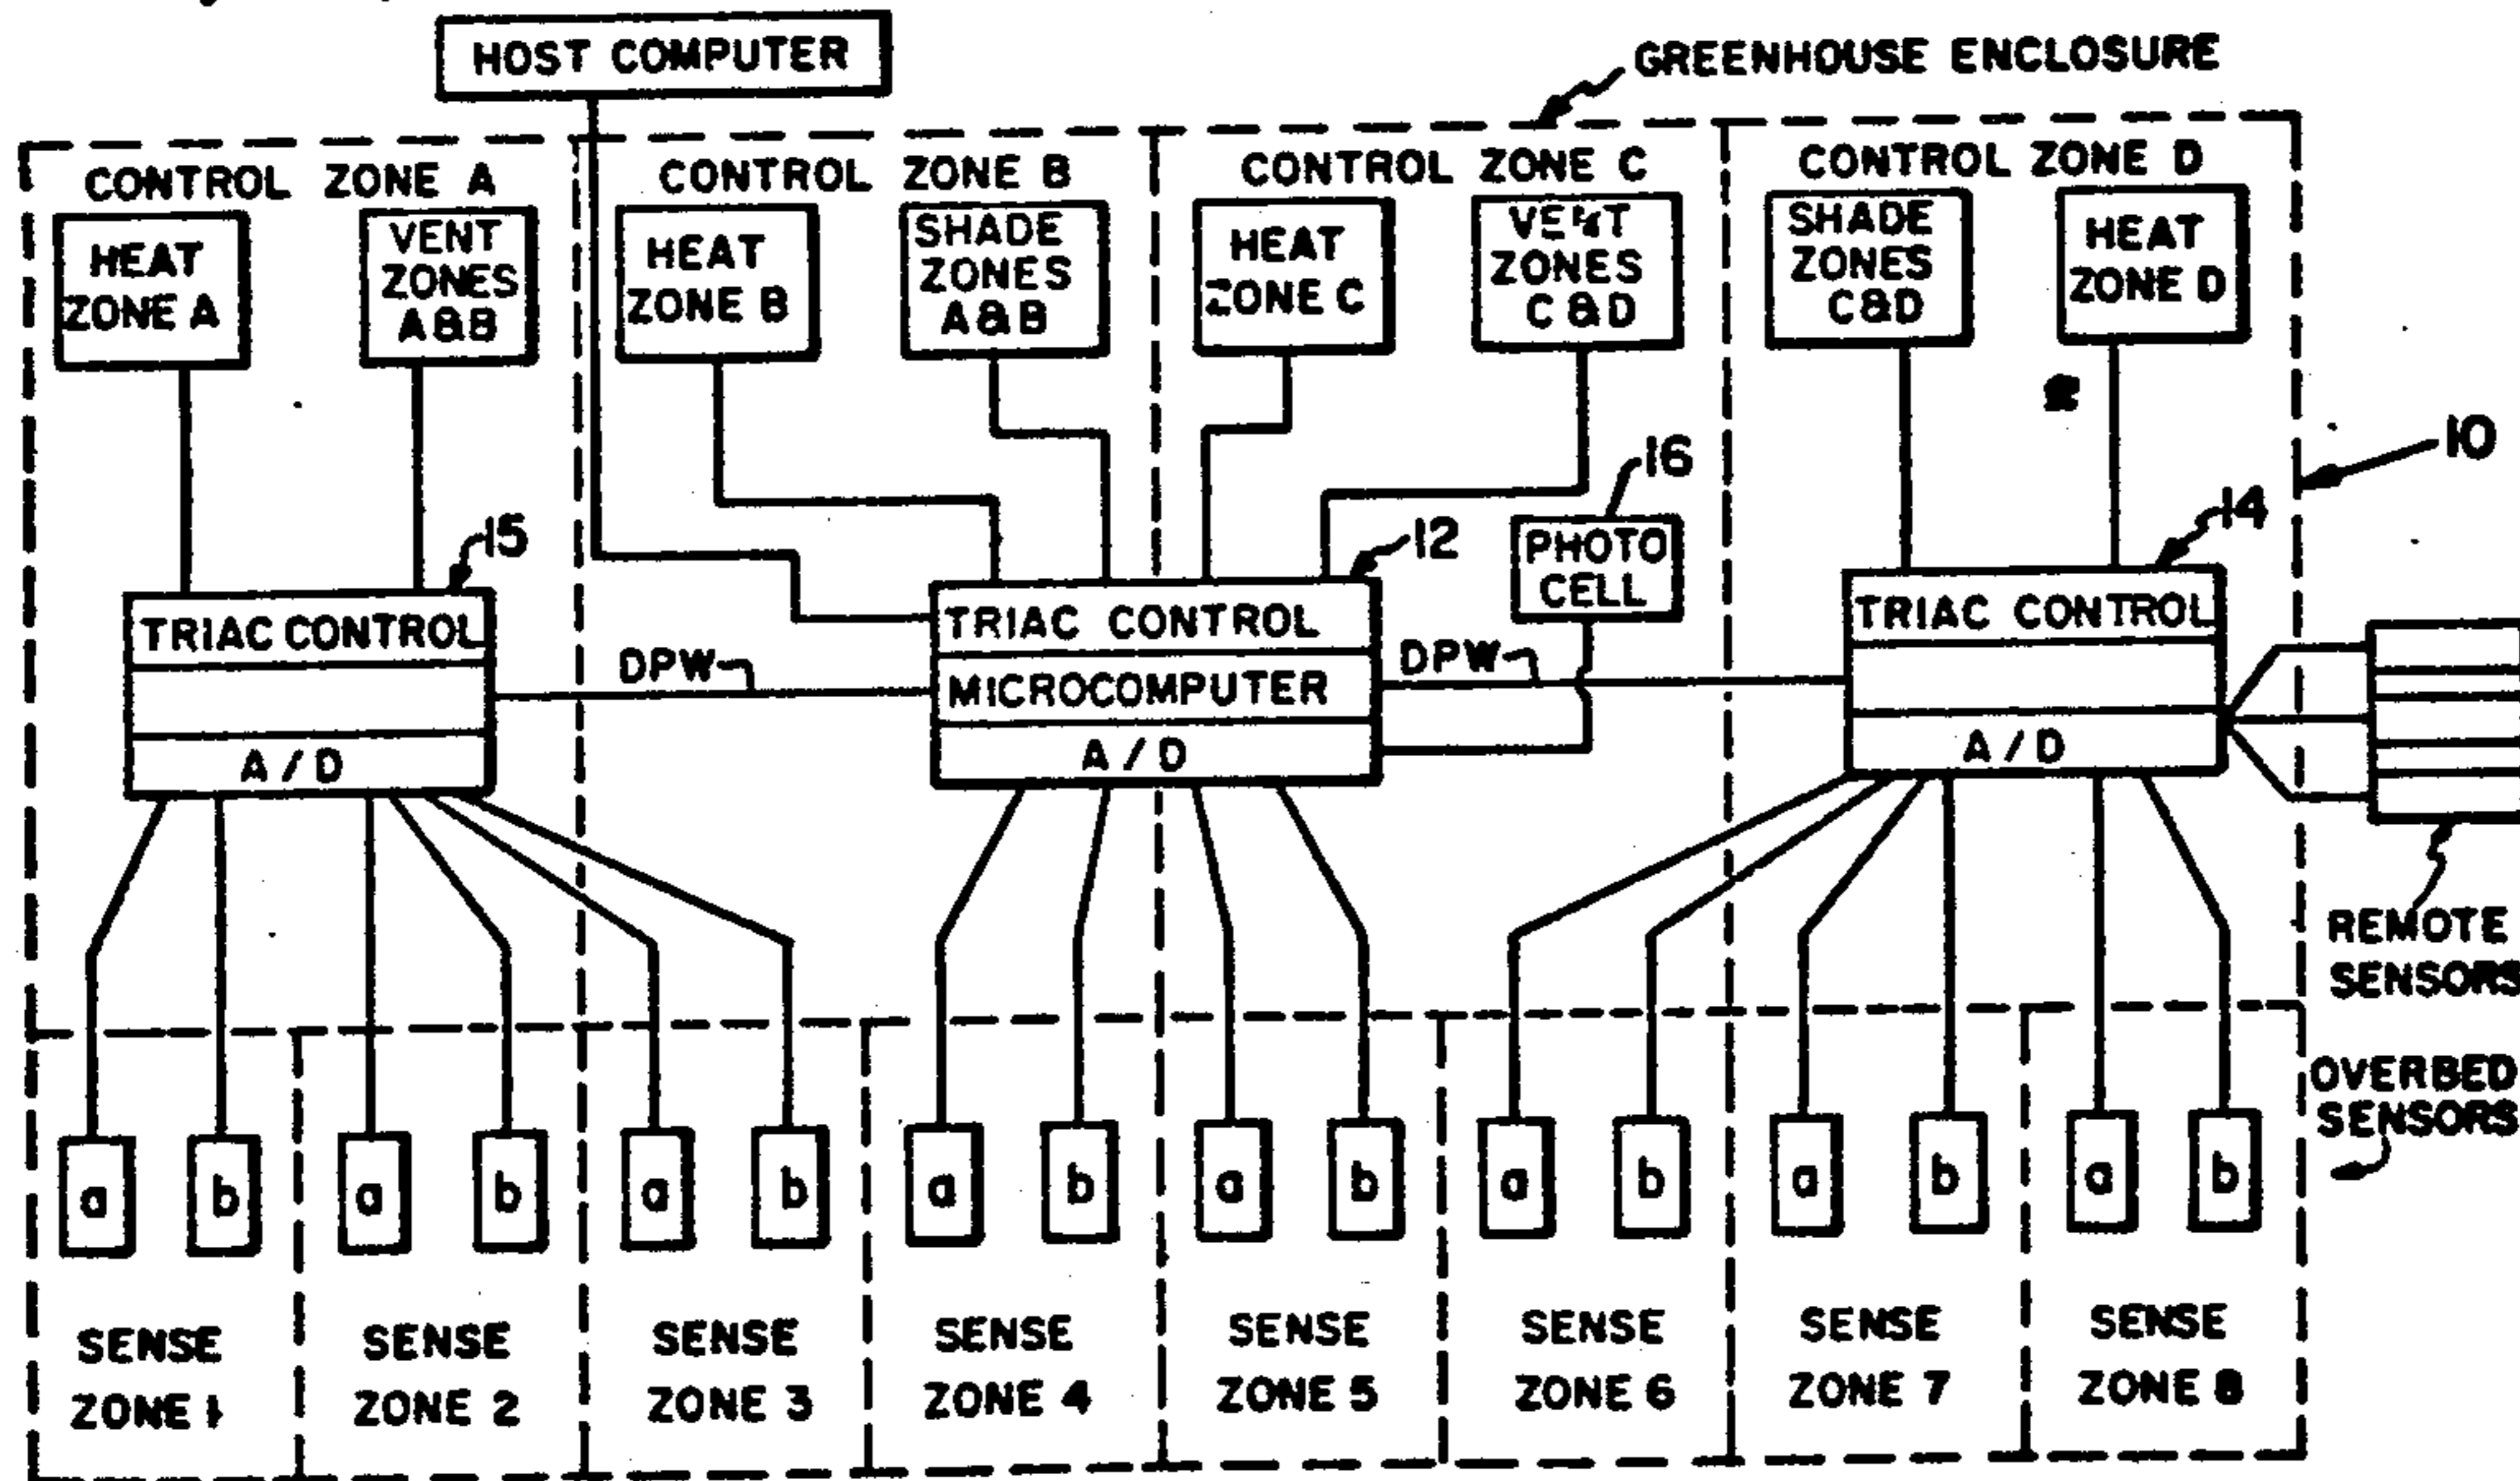 HOST COMPUTER
GREENHOUSE ENCLOSURE
CONTROL ZONE A
CONTROL ZONE B
CONTROL ZONE C
CONTROL ZONE D
HEAT
ZONE A
VENT
ZONES
A&B
HEAT
ZONE B
SHADE
ZONES
A&B
HEAT
ZONE C
VENT
ZONES
C&D
SHADE
ZONES
C&D
HEAT
ZONE D
10
16
15
12
14
PHOTO
CELL
TRIAC CONTROL
A/D
DPW
TRIAC CONTROL
MICROCOMPUTER
A/D
DPW
TRIAC CONTROL
A/D
REMOTE
SENSORS
OVERBED
SENSORS
a b a b a b a b a b a b a b a b
SENSE
ZONE 1
SENSE
ZONE 2
SENSE
ZONE 3
SENSE
ZONE 4
SENSE
ZONE 5
SENSE
ZONE 6
SENSE
ZONE 7
SENSE
ZONE 8